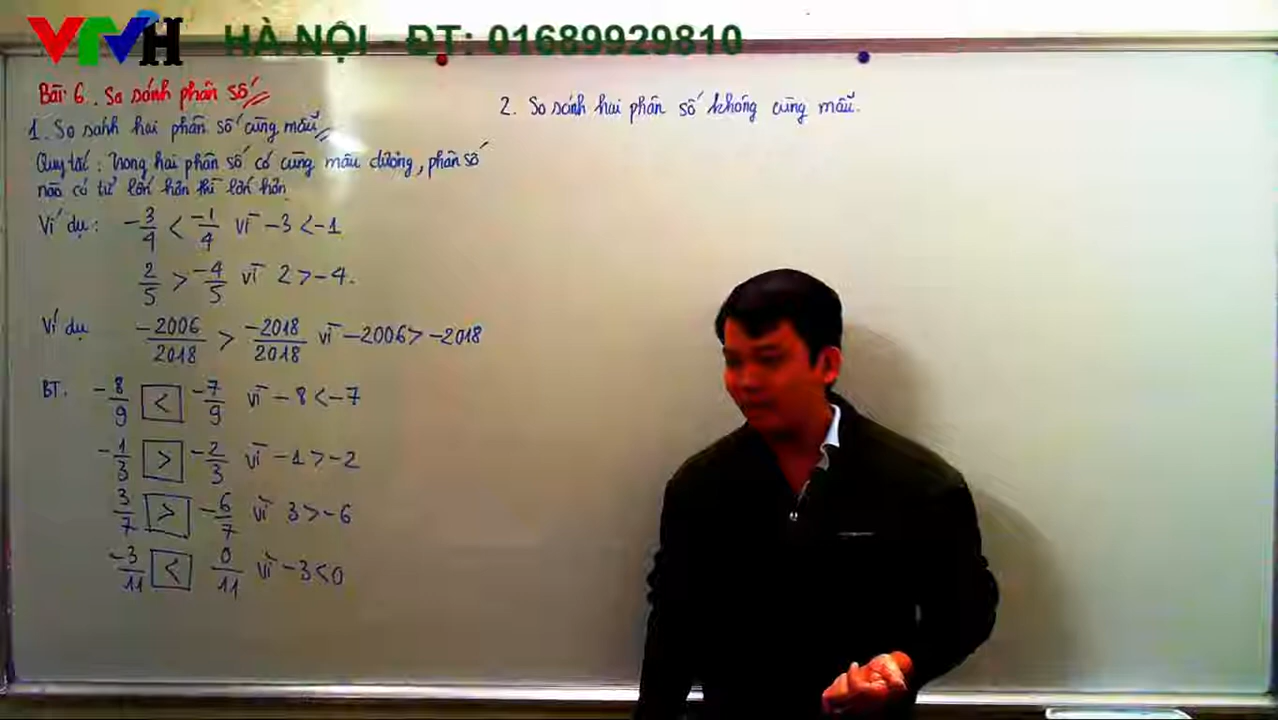 VTVH
HÀ NỘI - ĐT: 01689929810
Bài 6. So sánh phân số
1. So sánh hai phân số cùng mẫu
Quy tắc: Trong hai phân số có cùng mẫu dương, phân số
nào có tử lớn hơn thì lớn hơn.
Ví dụ: -3/4 < -1/4 vì -3 < -1
2/5 > -4/5 vì 2 > -4.
Ví dụ -2006/2018 > -2018/2018 vì -2006 > -2018
BT. -8/9 < -7/9 vì -8 < -7
-1/3 > -2/3 vì -1 > -2
3/7 > -6/7 vì 3 > -6
-3/11 < 0/11 vì -3 < 0
2. So sánh hai phân số không cùng mẫu.